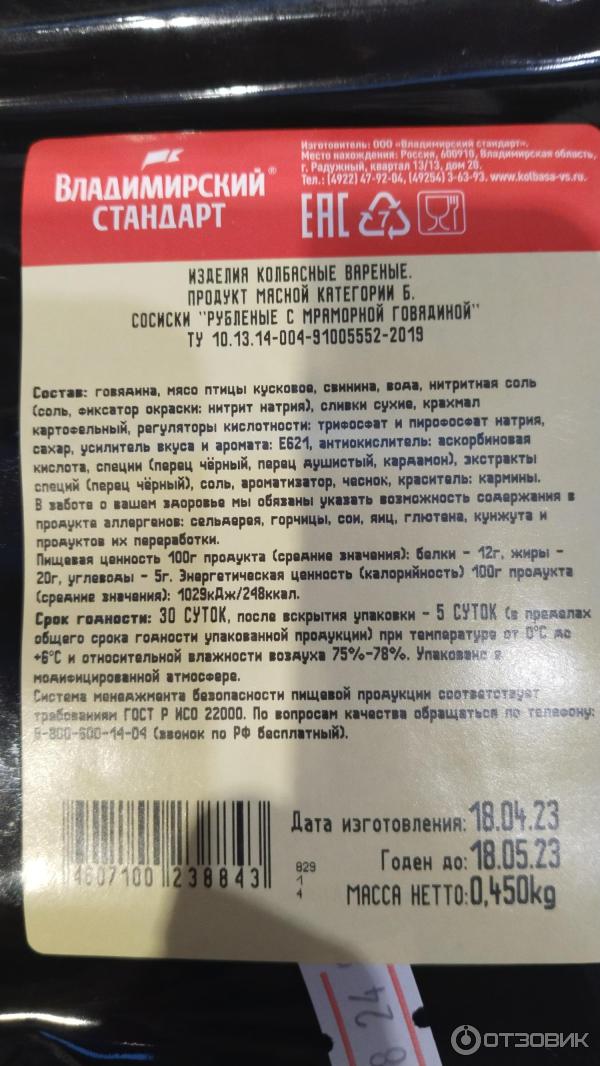 Изготовитель: ООО «Владимирский стандарт».
Место нахождения: Россия, 600910, Владимирская область,
г. Радужный, квартал 13/13, дом 20.
Тел.: (4922) 47-92-04, (49254) 3-63-93. www.kolbasa-vs.ru.
ВЛАДИМИРСКИЙ®
СТАНДАРТ
EAC 7
ИЗДЕЛИЯ КОЛБАСНЫЕ ВАРЕНЫЕ.
ПРОДУКТ МЯСНОЙ КАТЕГОРИИ Б.
СОСИСКИ "РУБЛЕНЫЕ С МРАМОРНОЙ ГОВЯДИНОЙ"
ТУ 10.13.14-004-91005552-2019
Состав: говядина, мясо птицы кусковое, свинина, вода, нитритная соль
(соль, фиксатор окраски: нитрит натрия), сливки сухие, крахмал
картофельный, регуляторы кислотности: трифосфат и пирофосфат натрия,
сахар, усилитель вкуса и аромата: Е621, антиокислитель: аскорбиновая
кислота, специи (перец чёрный, перец душистый, кардамон), экстракты
специй (перец чёрный), соль, ароматизатор, чеснок, краситель: кармины.
В заботе о вашем здоровье мы обязаны указать возможность содержания в
продукте аллергенов: сельдерея, горчицы, сои, яиц, глютена, кунжута и
продуктов их переработки.
Пищевая ценность 100г продукта (средние значения): белки - 12г, жиры -
20г, углеводы - 5г. Энергетическая ценность (калорийность) 100г продукта
(средние значения): 1029кДж/248ккал.
Срок годности: 30 СУТОК, после вскрытия упаковки - 5 СУТОК (в пределах
общего срока годности упакованной продукции) при температуре от 0°С до
+6°С и относительной влажности воздуха 75%-78%. Упаковано в
модифицированной атмосфере.
Система менеджмента безопасности пищевой продукции соответствует
требованиям ГОСТ Р ИСО 22000. По вопросам качества обращаться по телефону:
8-800-600-14-04 (звонок по РФ бесплатный).
Дата изготовления: 18.04.23
Годен до: 18.05.23
МАССА НЕТТО: 0,450kg
829
1
4
4607100 238843
8 24
ОТЗОВИК